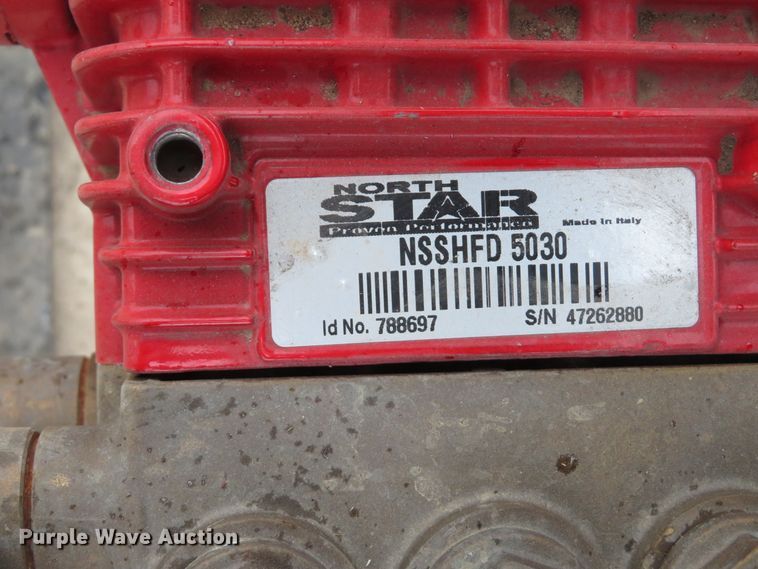 NORTH
STAR
Proven Performance
Made in Italy
NSSHFD 5030
Id No. 788697
S/N 47262880
Purple Wave Auction